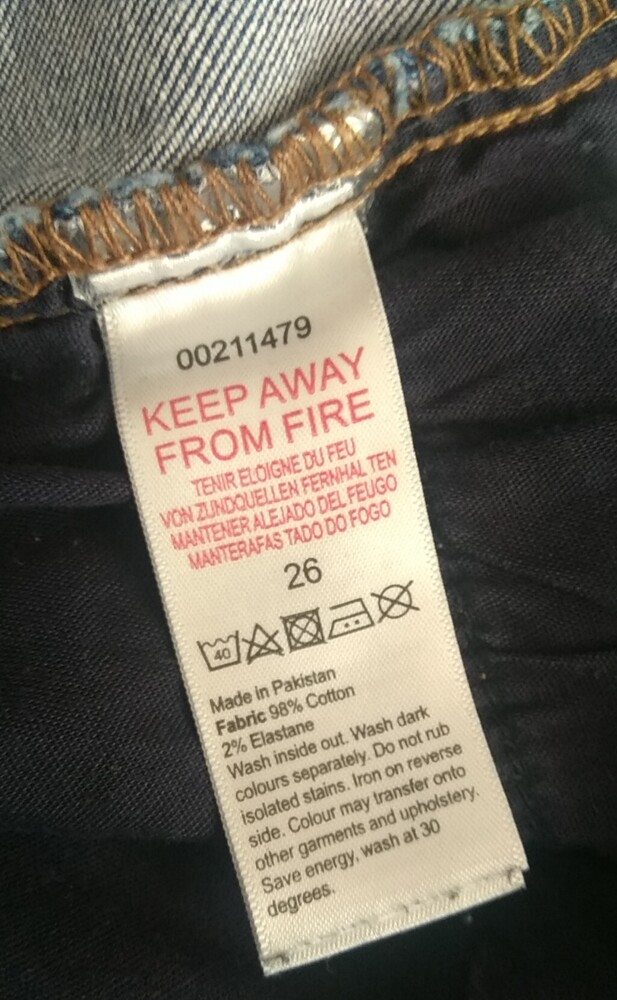 00211479
KEEP AWAY
FROM FIRE
TENIR ELOIGNE DU FEU
VON ZUNDQUELLEN FERNHAL TEN
MANTENER ALEJADO DEL FEUGO
MANTERAFAS TADO DO FOGO
26
40
Made in Pakistan
Fabric 98% Cotton
2% Elastane
Wash inside out. Wash dark
colours separately. Do not rub
isolated stains. Iron on reverse
side. Colour may transfer onto
other garments and upholstery.
Save energy, wash at 30
degrees.